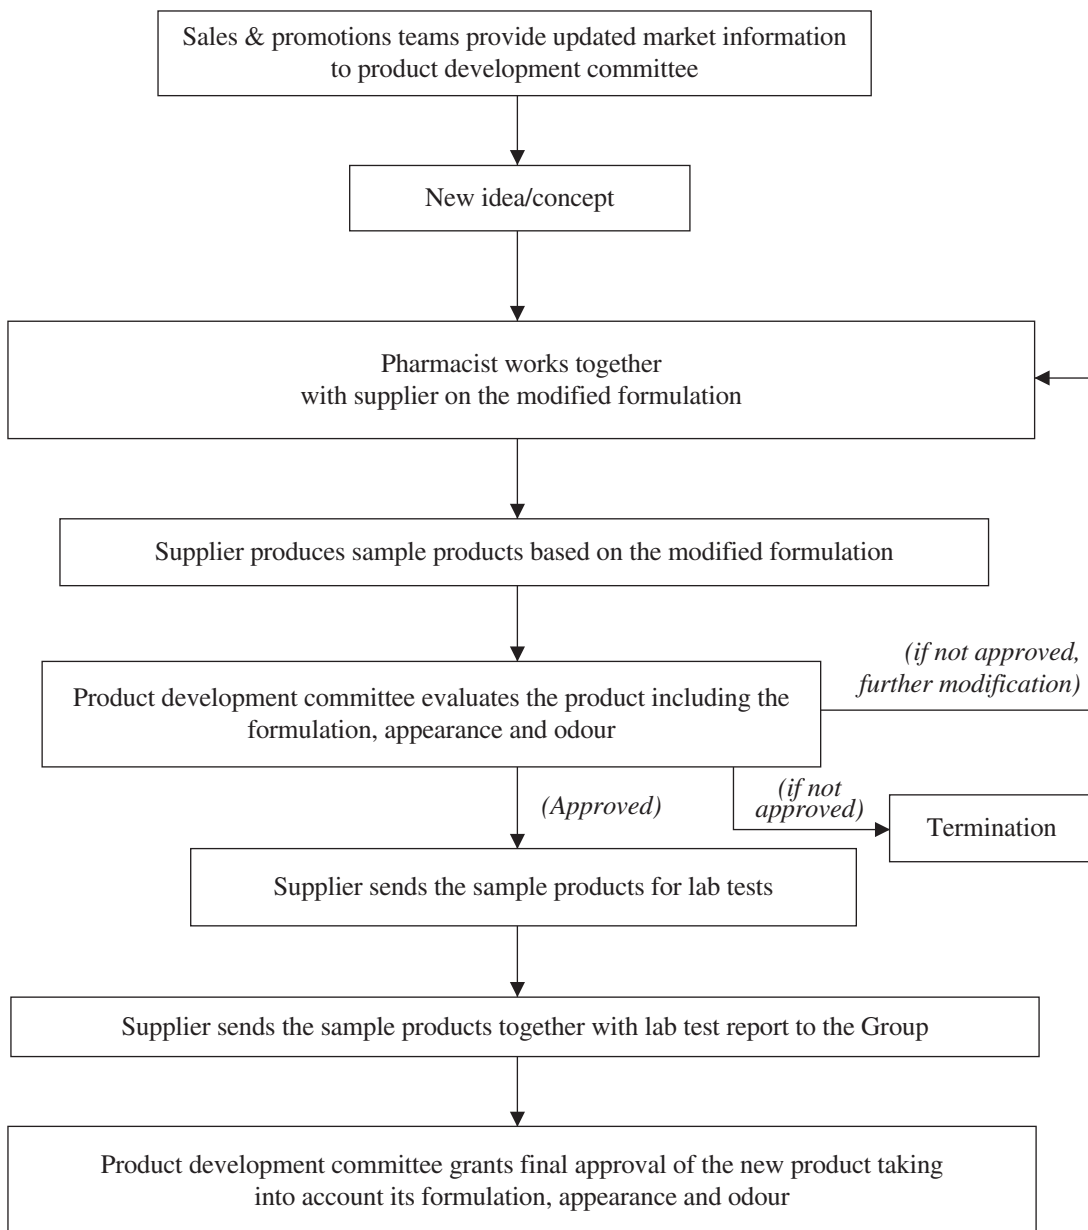 Sales & promotions teams provide updated market information
to product development committee
New idea/concept
Pharmacist works together
with supplier on the modified formulation
Supplier produces sample products based on the modified formulation
(if not approved,
further modification)
Product development committee evaluates the product including the
formulation, appearance and odour
(Approved)
(if not
approved)
Termination
Supplier sends the sample products for lab tests
Supplier sends the sample products together with lab test report to the Group
Product development committee grants final approval of the new product taking
into account its formulation, appearance and odour